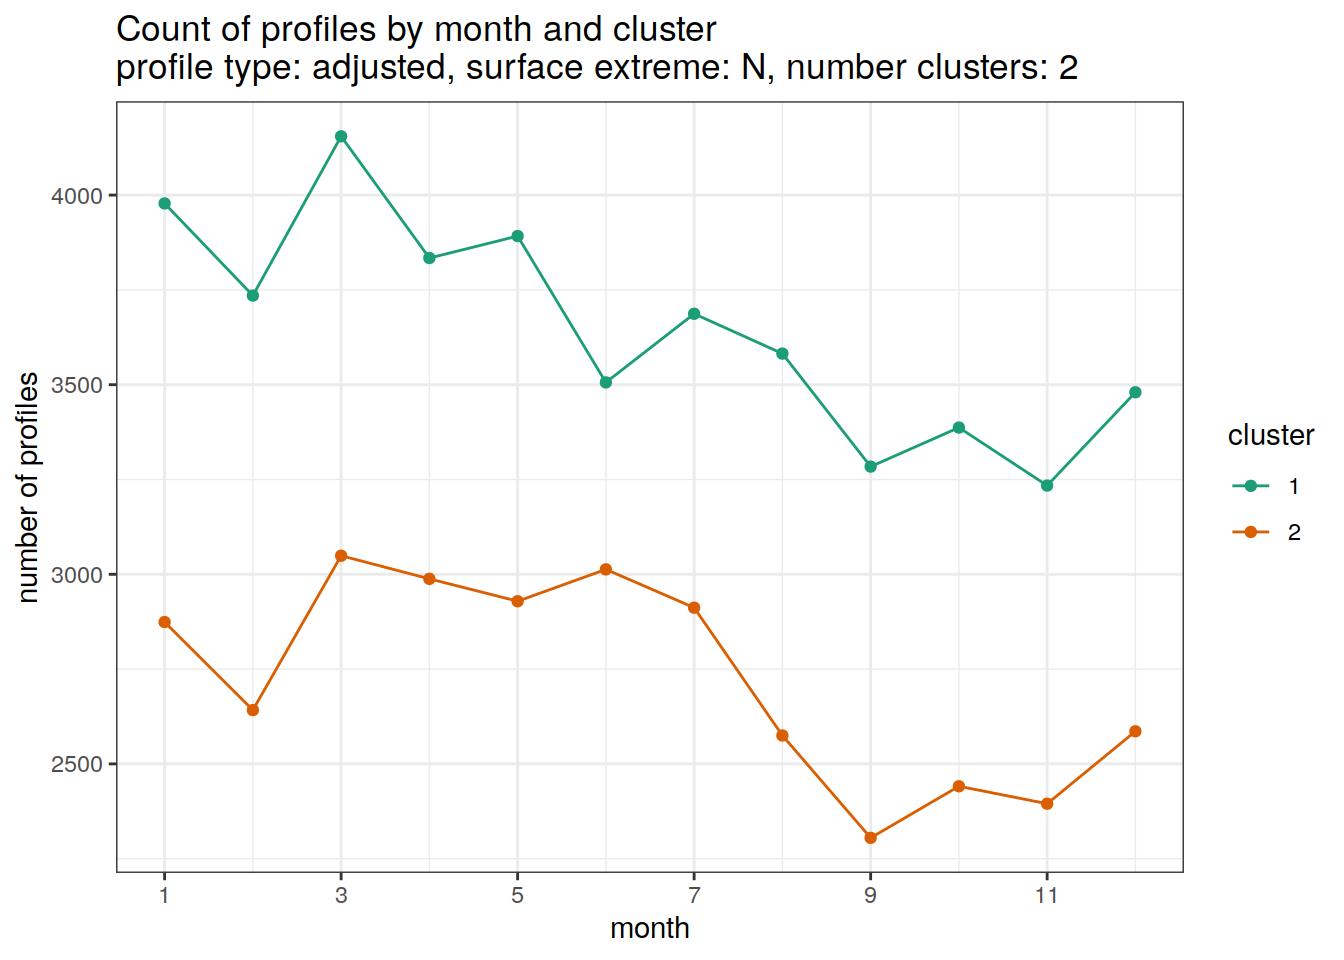 Count of profiles by month and cluster
profile type: adjusted, surface extreme: N, number clusters: 2
number of profiles
4000
3500
3000
2500
1 3 5 7 9 11
month
cluster
1
2